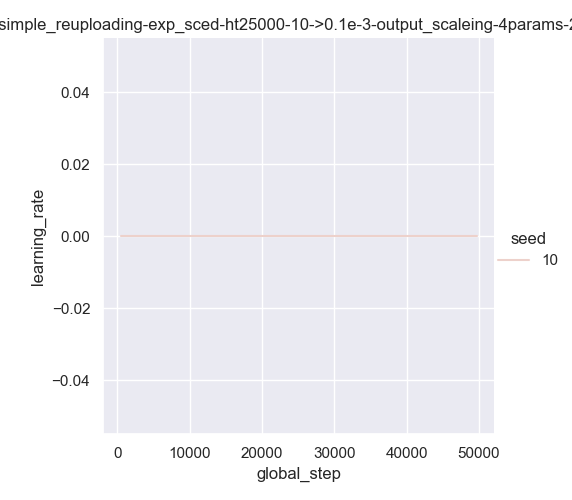 simple_reuploading-exp_sced-ht25000-10->0.1e-3-output_scaleing-4params-2
0.04
0.02
0.00
−0.02
−0.04
learning_rate
0 10000 20000 30000 40000 50000
global_step
seed
10